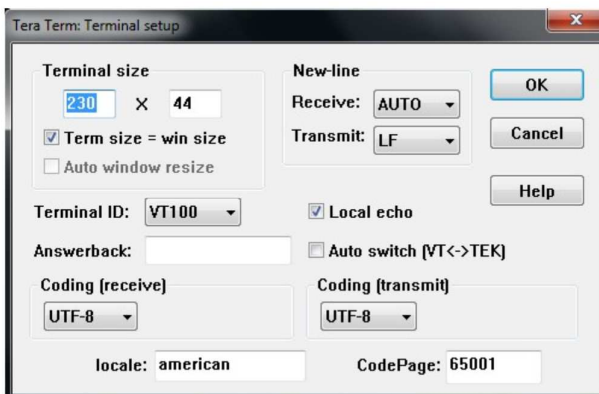 Tera Term: Terminal setup
Terminal size
230 X 44
Term size = win size
Auto window resize
New-line
Receive: AUTO
Transmit: LF
OK
Cancel
Help
Terminal ID: VT100
Local echo
Answerback:
Auto switch (VT<->TEK)
Coding (receive)
UTF-8
Coding (transmit)
UTF-8
locale: american
CodePage: 65001